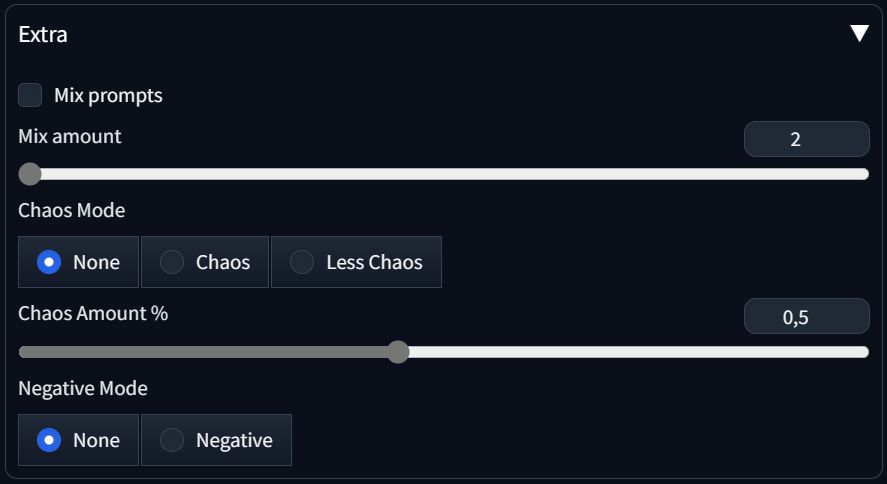 Extra
Mix prompts
Mix amount 2
Chaos Mode
None Chaos Less Chaos
Chaos Amount % 0,5
Negative Mode
None Negative